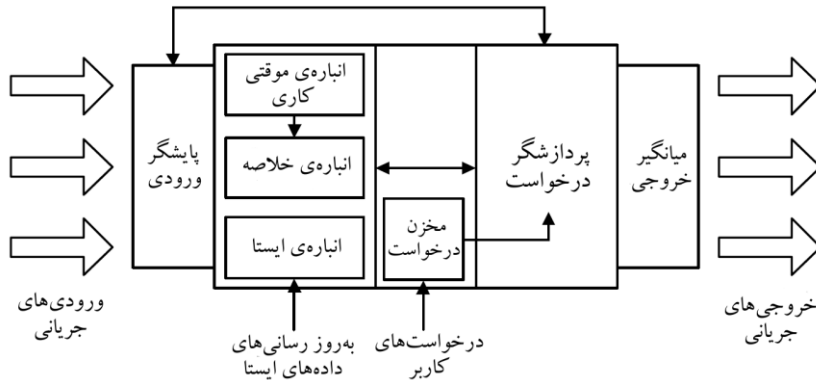 انباره‌ی موقتی
کاری
انباره‌ی خلاصه
انباره‌ی ایستا
پایشگر
ورودی
پردازشگر
درخواست
میانگیر
خروجی
مخزن
درخواست
ورودی‌های
جریانی
به‌روز رسانی‌های
داده‌های ایستا
درخواست‌های
کاربر
خروجی‌های
جریانی